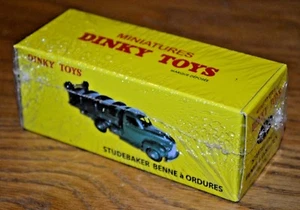 MINIATURES
DINKY TOYS
DINKY TOYS
STUDEBAKER BENNE à ORDURES